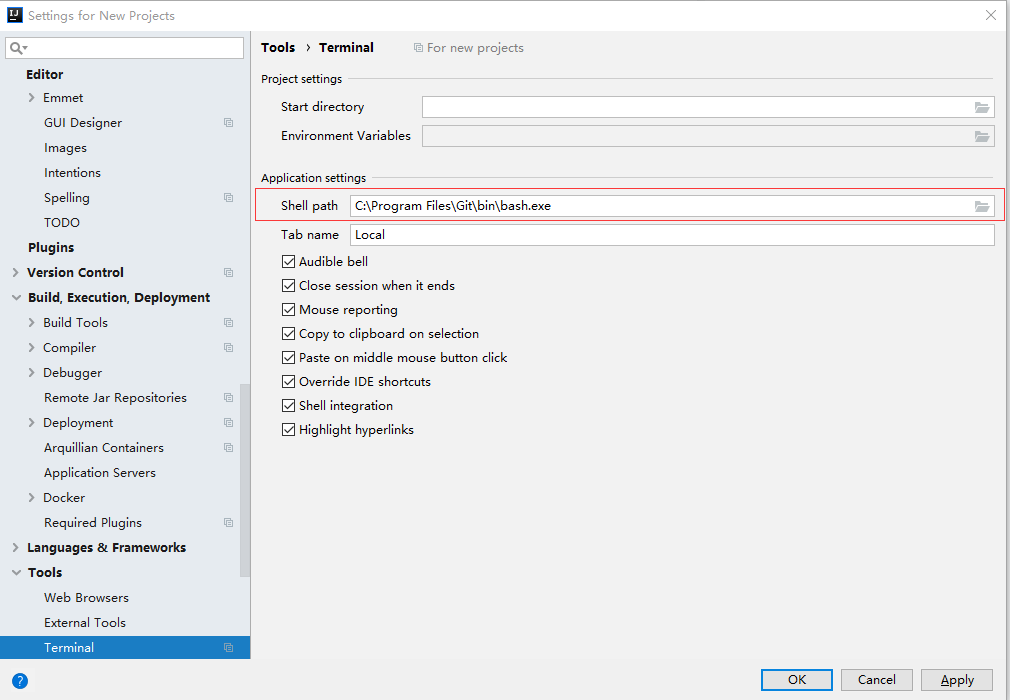 Settings for New Projects
Editor
Emmet
GUI Designer
Images
Intentions
Spelling
TODO
Plugins
Version Control
Build, Execution, Deployment
Build Tools
Compiler
Debugger
Remote Jar Repositories
Deployment
Arquillian Containers
Application Servers
Docker
Required Plugins
Languages & Frameworks
Tools
Web Browsers
External Tools
Terminal
?
Tools › Terminal For new projects
Project settings
Start directory
Environment Variables
Application settings
Shell path C:\Program Files\Git\bin\bash.exe
Tab name Local
Audible bell
Close session when it ends
Mouse reporting
Copy to clipboard on selection
Paste on middle mouse button click
Override IDE shortcuts
Shell integration
Highlight hyperlinks
OK Cancel Apply